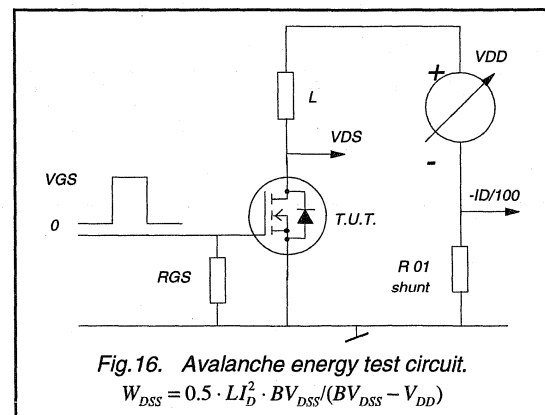 VDD
+
L
VDS
-
VGS
-ID/100
0
T.U.T.
RGS
R 01
shunt
Fig.16. Avalanche energy test circuit.
W_DSS = 0.5 · LI_D^2 · BV_DSS/(BV_DSS − V_DD)